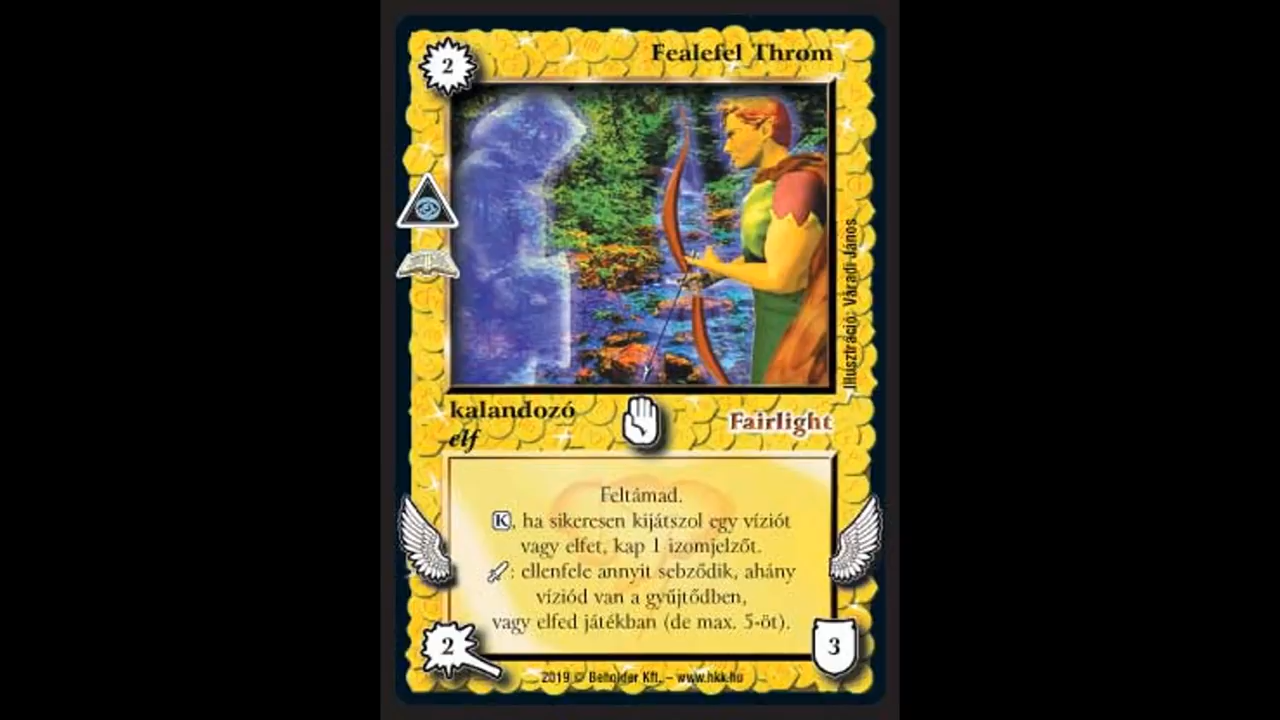 2
Fealefel Throm
Illusztráció: Váradi János
kalandozó
elf
Fairlight
Feltámad.
K, ha sikeresen kijátszol egy víziót
vagy elfet, kap 1 izomjelzőt.
: ellenfele annyit sebződik, ahány
víziód van a gyűjtődben,
vagy elfed játékban (de max. 5-öt).
2
3
2019 © Beholder Kft. – www.hkk.hu